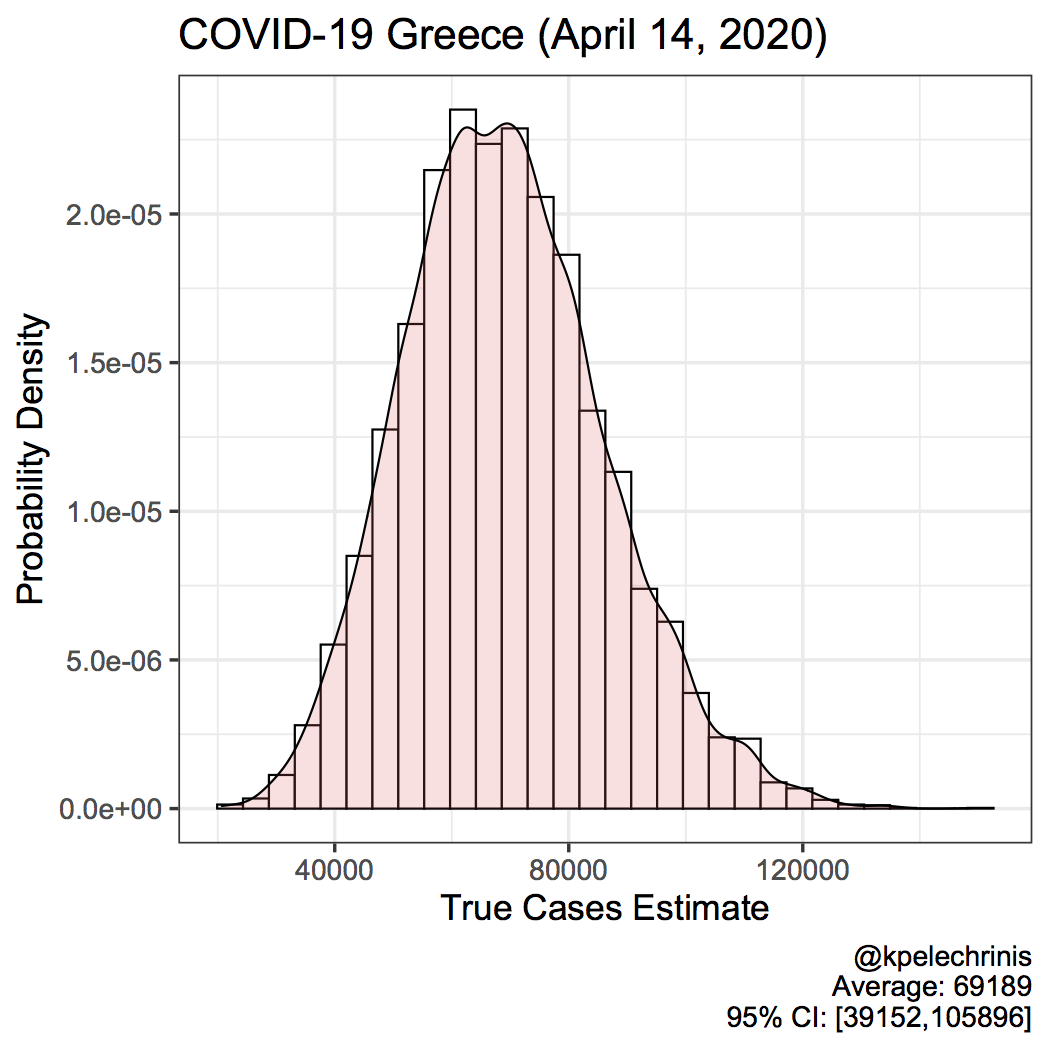 COVID-19 Greece (April 14, 2020)
Probability Density
2.0e-05
1.5e-05
1.0e-05
5.0e-06
0.0e+00
40000 80000 120000
True Cases Estimate
@kpelechrinis
Average: 69189
95% CI: [39152,105896]